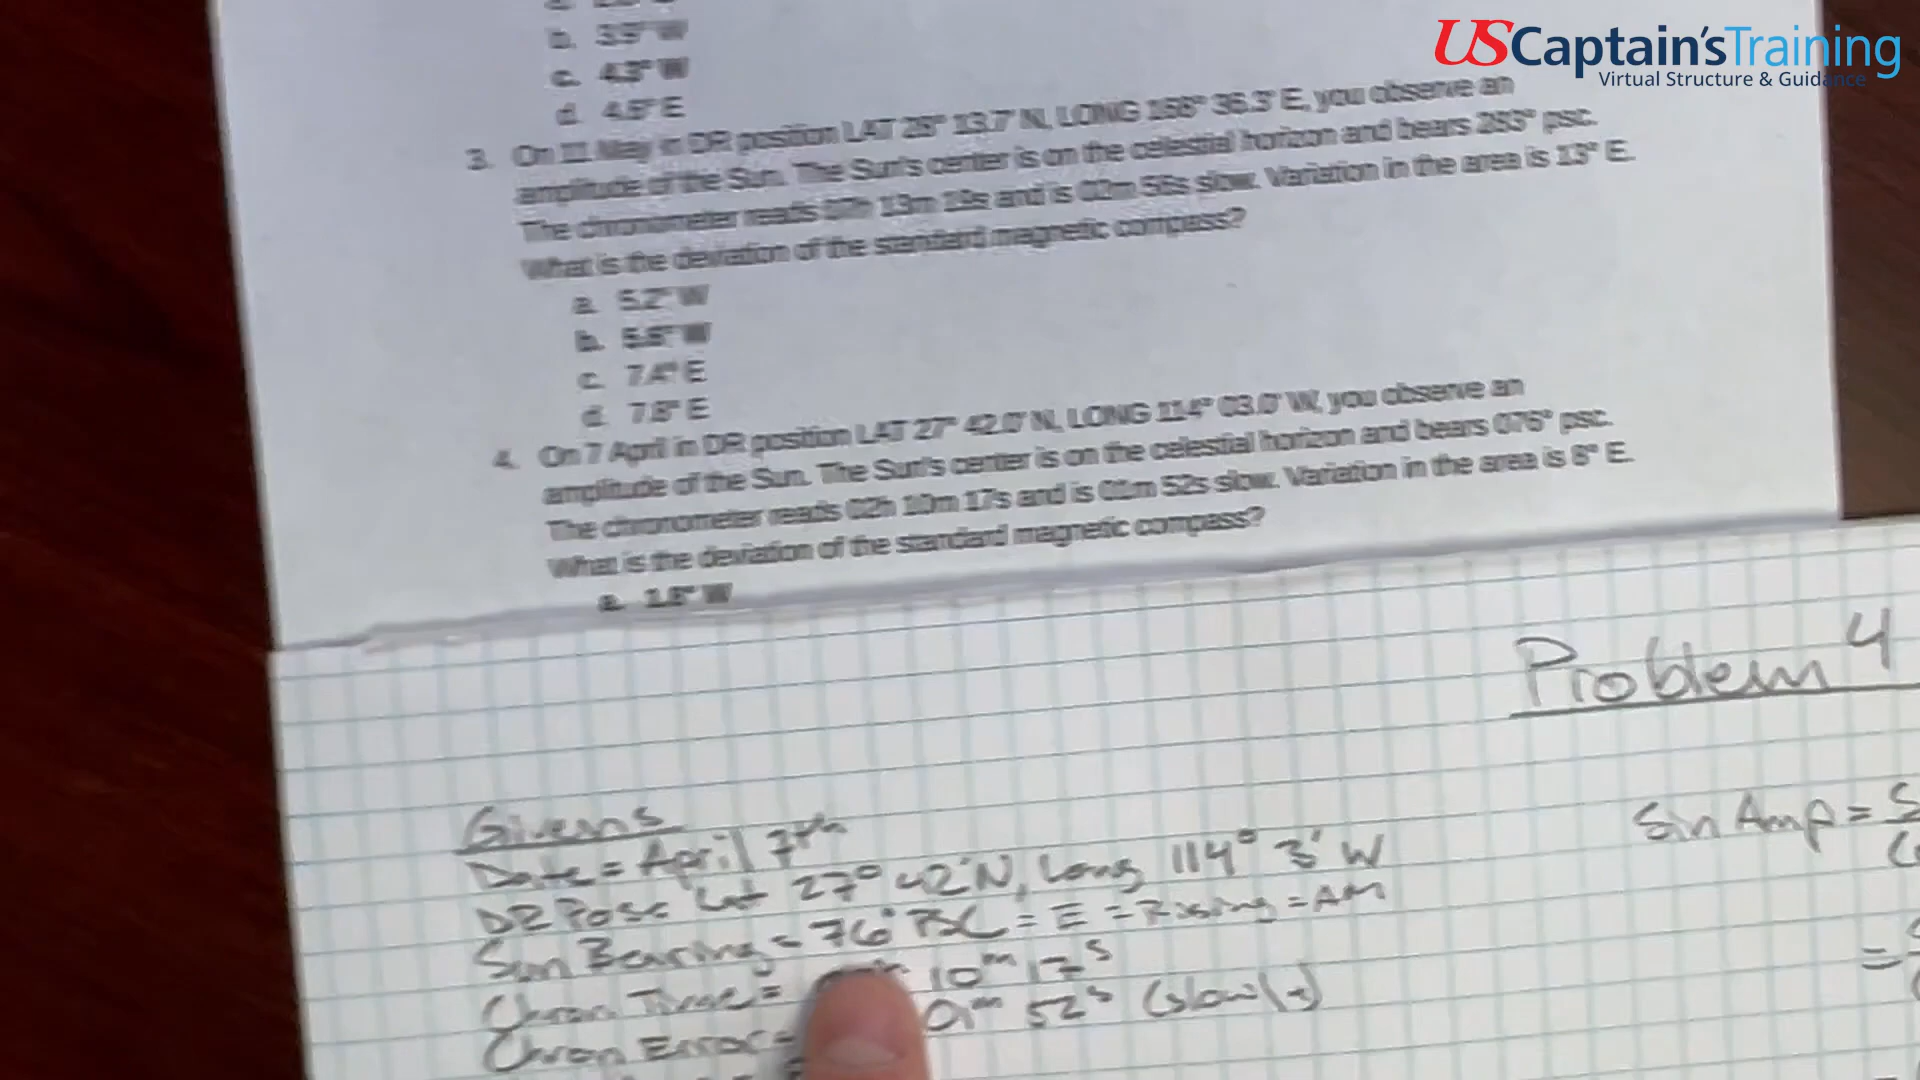 USCaptain'sTraining
Virtual Structure & Guidance
b. 3.9° W
c. 4.3° W
d. 4.8° E
3. On 11 May in DR position LAT 28° 13.7' N, LONG 168° 36.3' E, you observe an
amplitude of the Sun. The Sun's center is on the celestial horizon and bears 283° psc.
The chronometer reads 07h 13m 19s and is 02m 56s slow. Variation in the area is 13° E.
What is the deviation of the standard magnetic compass?
a. 5.2° W
b. 5.6° W
c. 7.4° E
d. 7.8° E
4. On 7 April in DR position LAT 27° 42.0' N, LONG 114° 03.0' W, you observe an
amplitude of the Sun. The Sun's center is on the celestial horizon and bears 076° psc.
The chronometer reads 02h 10m 17s and is 01m 52s slow. Variation in the area is 8° E.
What is the deviation of the standard magnetic compass?
a. 1.8° W
Problem 4
Givens
Date = April 7th
DR Pos= Lat 27° 42' N, Long 114° 3' W
Sun Bearing = 76° PSC = E = Rising = AM
Chron Time = 10m 17s
Chron Error = 01m 52s (slow/+)
Sin Amp =
=